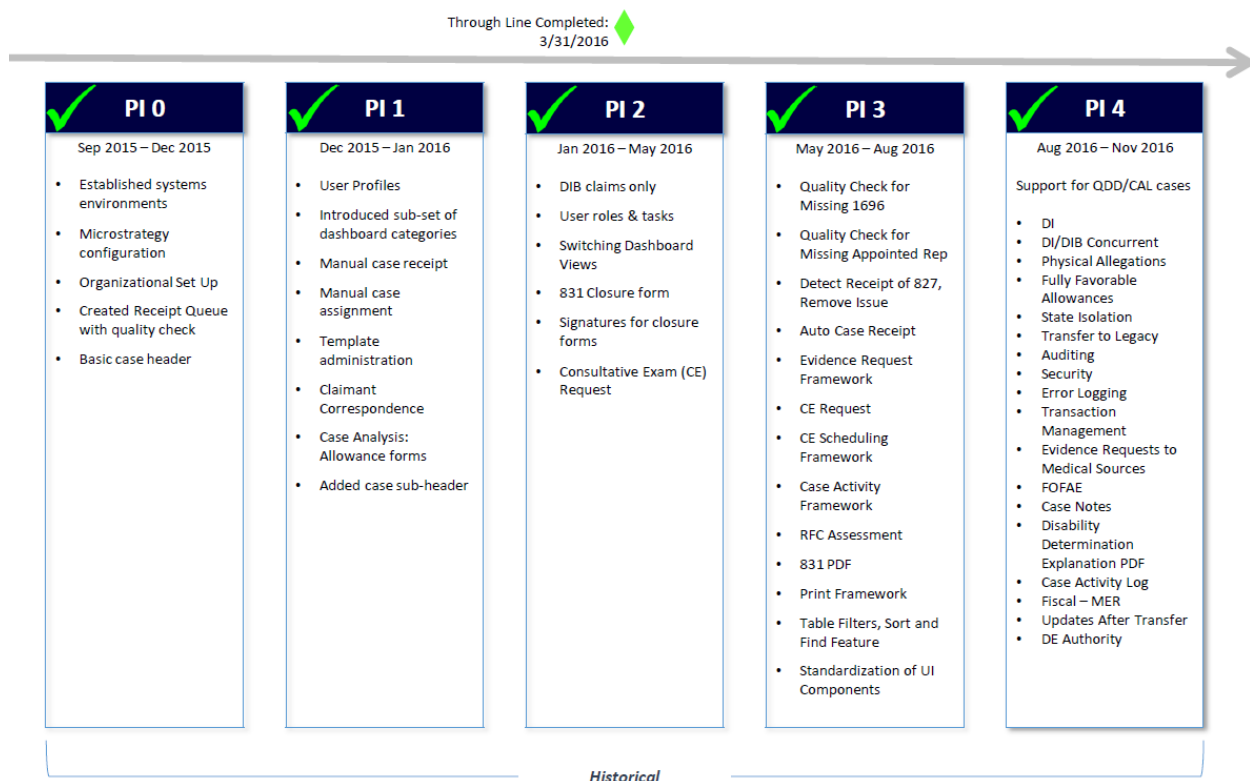 Through Line Completed:
3/31/2016
PI 0
Sep 2015 – Dec 2015
• Established systems
environments
• Microstrategy
configuration
• Organizational Set Up
• Created Receipt Queue
with quality check
• Basic case header
PI 1
Dec 2015 – Jan 2016
• User Profiles
• Introduced sub-set of
dashboard categories
• Manual case receipt
• Manual case
assignment
• Template
administration
• Claimant
Correspondence
• Case Analysis:
Allowance forms
• Added case sub-header
PI 2
Jan 2016 – May 2016
• DIB claims only
• User roles & tasks
• Switching Dashboard
Views
• 831 Closure form
• Signatures for closure
forms
• Consultative Exam (CE)
Request
PI 3
May 2016 – Aug 2016
• Quality Check for
Missing 1696
• Quality Check for
Missing Appointed Rep
• Detect Receipt of 827,
Remove Issue
• Auto Case Receipt
• Evidence Request
Framework
• CE Request
• CE Scheduling
Framework
• Case Activity
Framework
• RFC Assessment
• 831 PDF
• Print Framework
• Table Filters, Sort and
Find Feature
• Standardization of UI
Components
PI 4
Aug 2016 – Nov 2016
Support for QDD/CAL cases
• DI
• DI/DIB Concurrent
• Physical Allegations
• Fully Favorable
Allowances
• State Isolation
• Transfer to Legacy
• Auditing
• Security
• Error Logging
• Transaction
Management
• Evidence Requests to
Medical Sources
• FOFAE
• Case Notes
• Disability
Determination
Explanation PDF
• Case Activity Log
• Fiscal – MER
• Updates After Transfer
• DE Authority
Historical